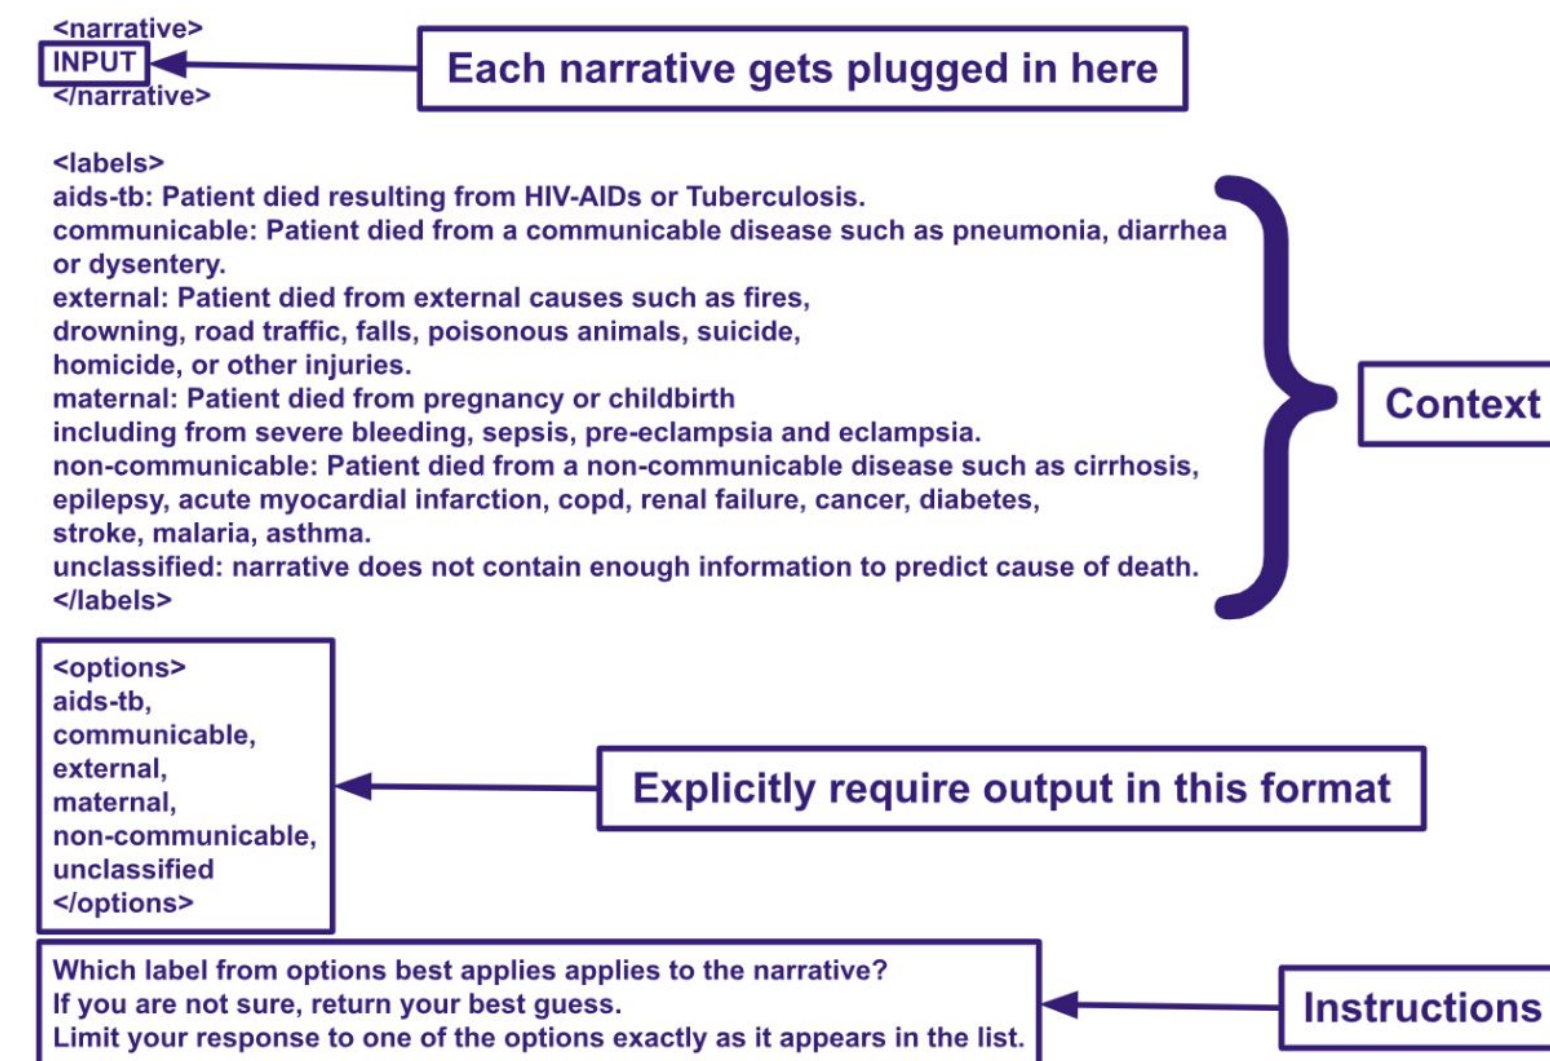 <narrative>
INPUT
Each narrative gets plugged in here
</narrative>
<labels>
aids-tb: Patient died resulting from HIV-AIDs or Tuberculosis.
communicable: Patient died from a communicable disease such as pneumonia, diarrhea
or dysentery.
external: Patient died from external causes such as fires,
drowning, road traffic, falls, poisonous animals, suicide,
homicide, or other injuries.
maternal: Patient died from pregnancy or childbirth
including from severe bleeding, sepsis, pre-eclampsia and eclampsia.
non-communicable: Patient died from a non-communicable disease such as cirrhosis,
epilepsy, acute myocardial infarction, copd, renal failure, cancer, diabetes,
stroke, malaria, asthma.
unclassified: narrative does not contain enough information to predict cause of death.
</labels>
Context
<options>
aids-tb,
communicable,
external,
maternal,
non-communicable,
unclassified
</options>
Explicitly require output in this format
Which label from options best applies applies to the narrative?
If you are not sure, return your best guess.
Limit your response to one of the options exactly as it appears in the list.
Instructions